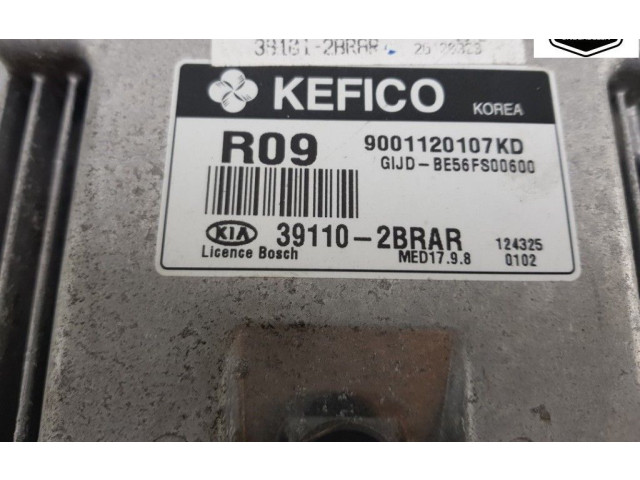 39101-2BRAR
KEFICO
KOREA
R09
9001120107KD
GIJD-BE56FS00600
KIA
39110-2BRAR
124325
Licence Bosch
MED17.9.8
0102